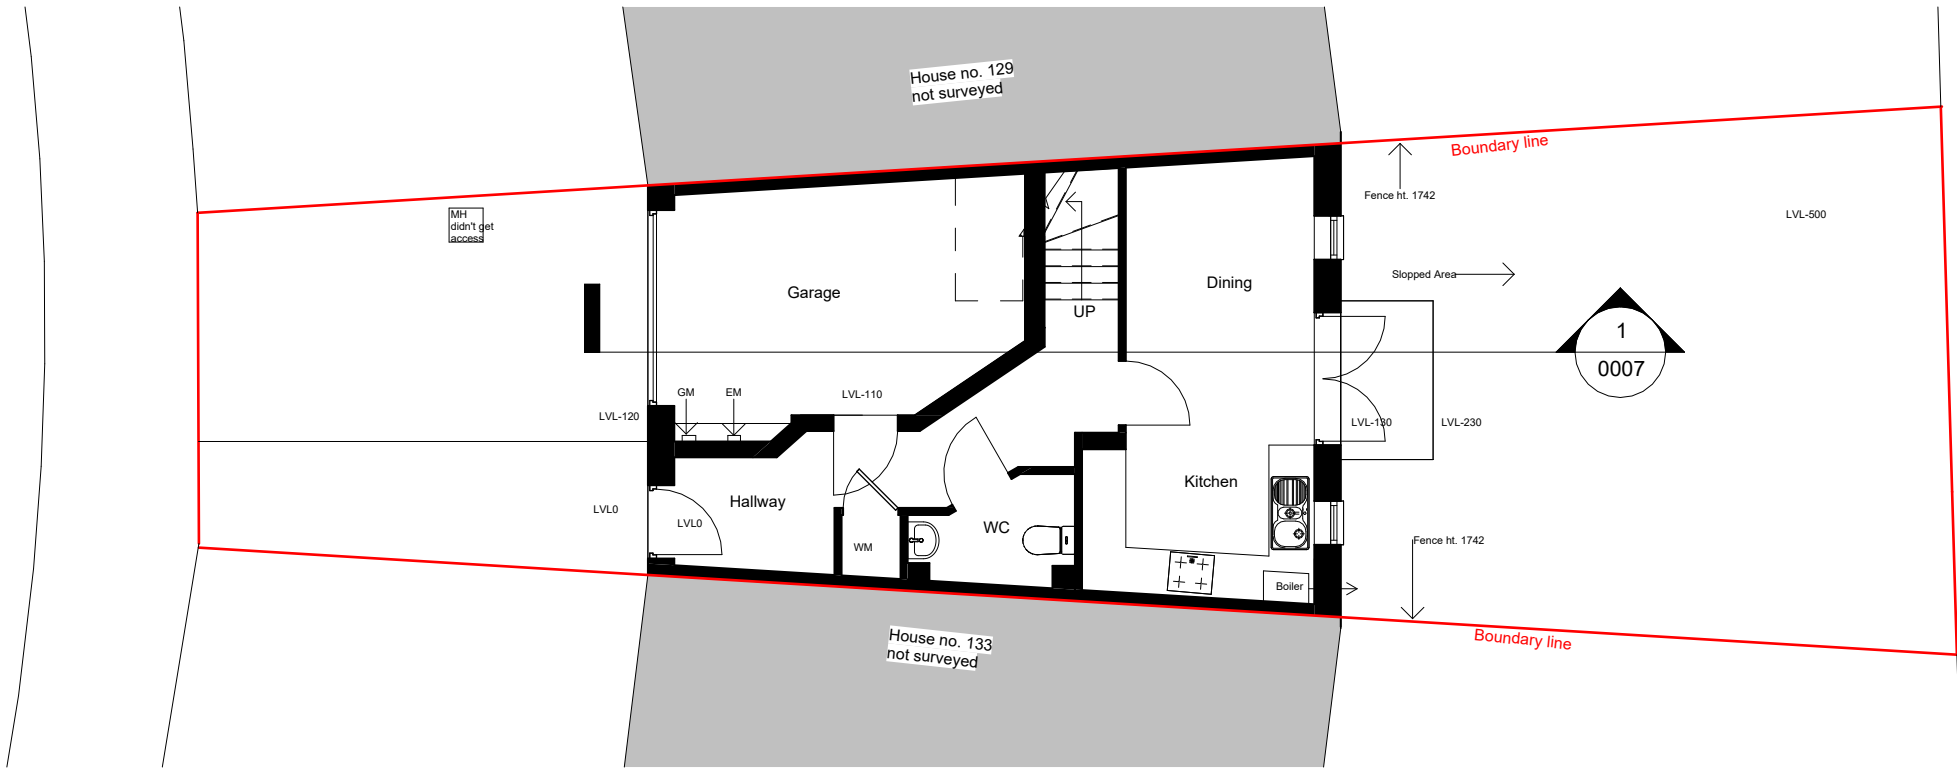 House no. 129
not surveyed
Boundary line
Fence ht. 1742
LVL-500
MH
didn't get
access
Slopped Area
Dining
Garage
UP
1
0007
GM
EM
LVL-110
LVL-120
LVL-130
LVL-230
Kitchen
Hallway
LVL0
LVL0
WC
WM
Fence ht. 1742
Boiler
House no. 133
not surveyed
Boundary line